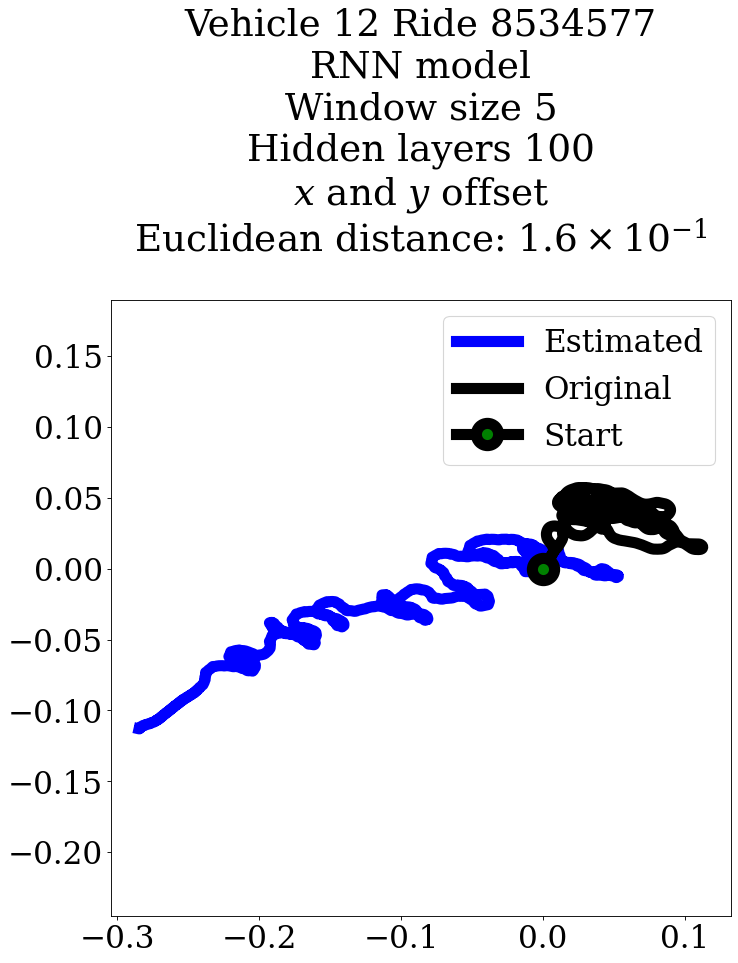 Vehicle 12 Ride 8534577
RNN model
Window size 5
Hidden layers 100
x and y offset
Euclidean distance: 1.6 × 10⁻¹
Estimated
Original
Start
0.15
0.10
0.05
0.00
−0.05
−0.10
−0.15
−0.20
−0.3 −0.2 −0.1 0.0 0.1